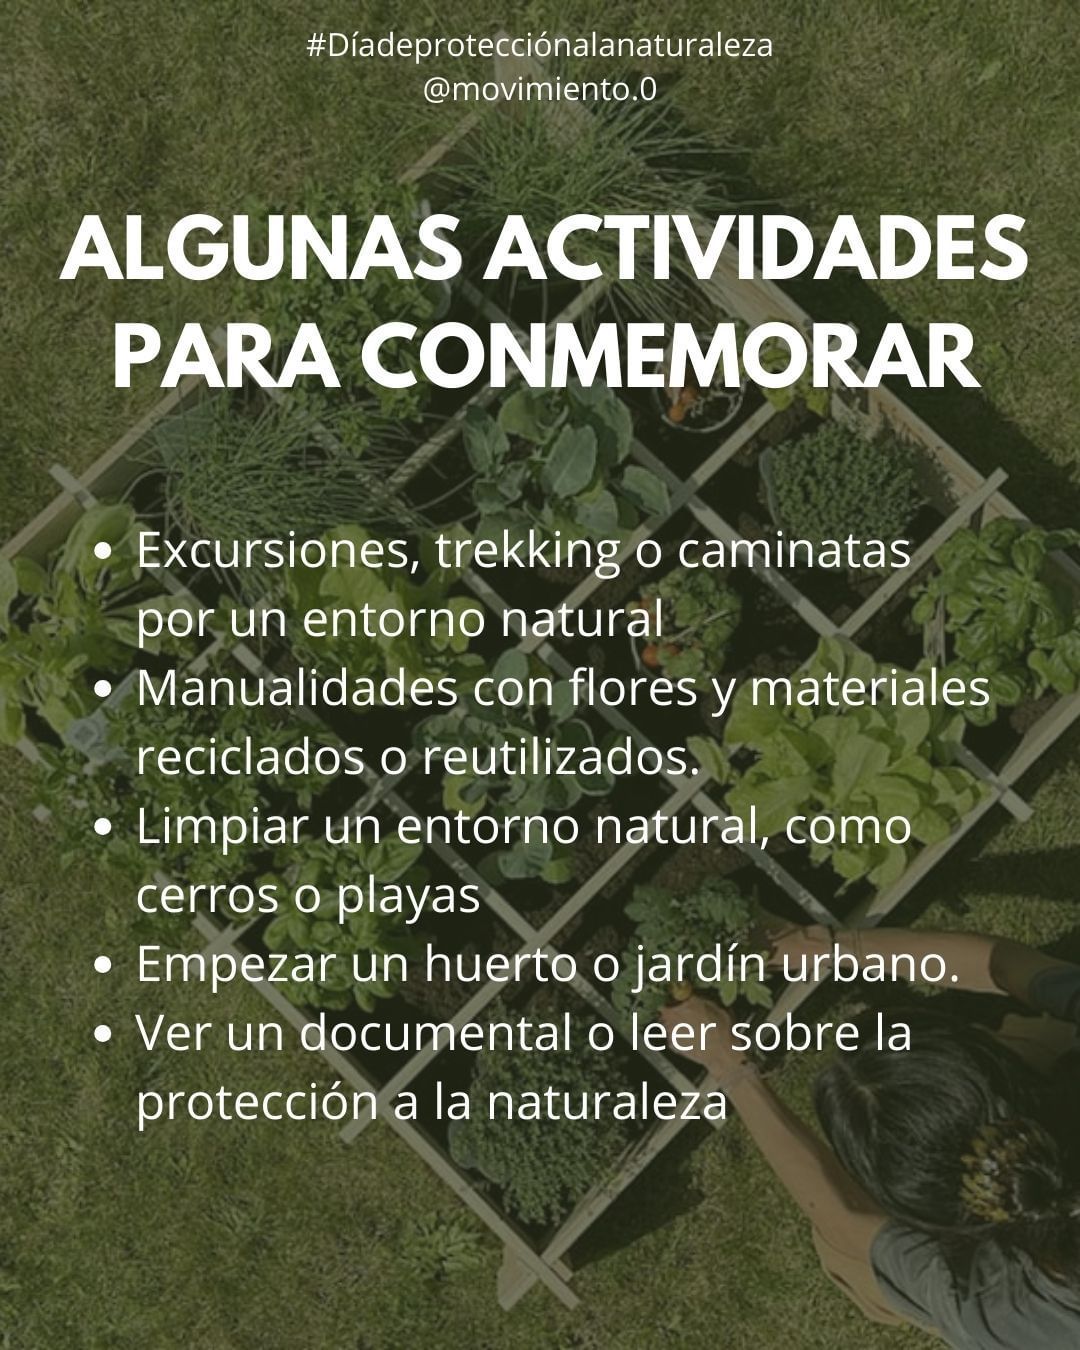 #Díadeprotecciónalanaturaleza
@movimiento.0
ALGUNAS ACTIVIDADES
PARA CONMEMORAR
• Excursiones, trekking o caminatas
por un entorno natural
• Manualidades con flores y materiales
reciclados o reutilizados.
• Limpiar un entorno natural, como
cerros o playas
• Empezar un huerto o jardín urbano.
• Ver un documental o leer sobre la
protección a la naturaleza